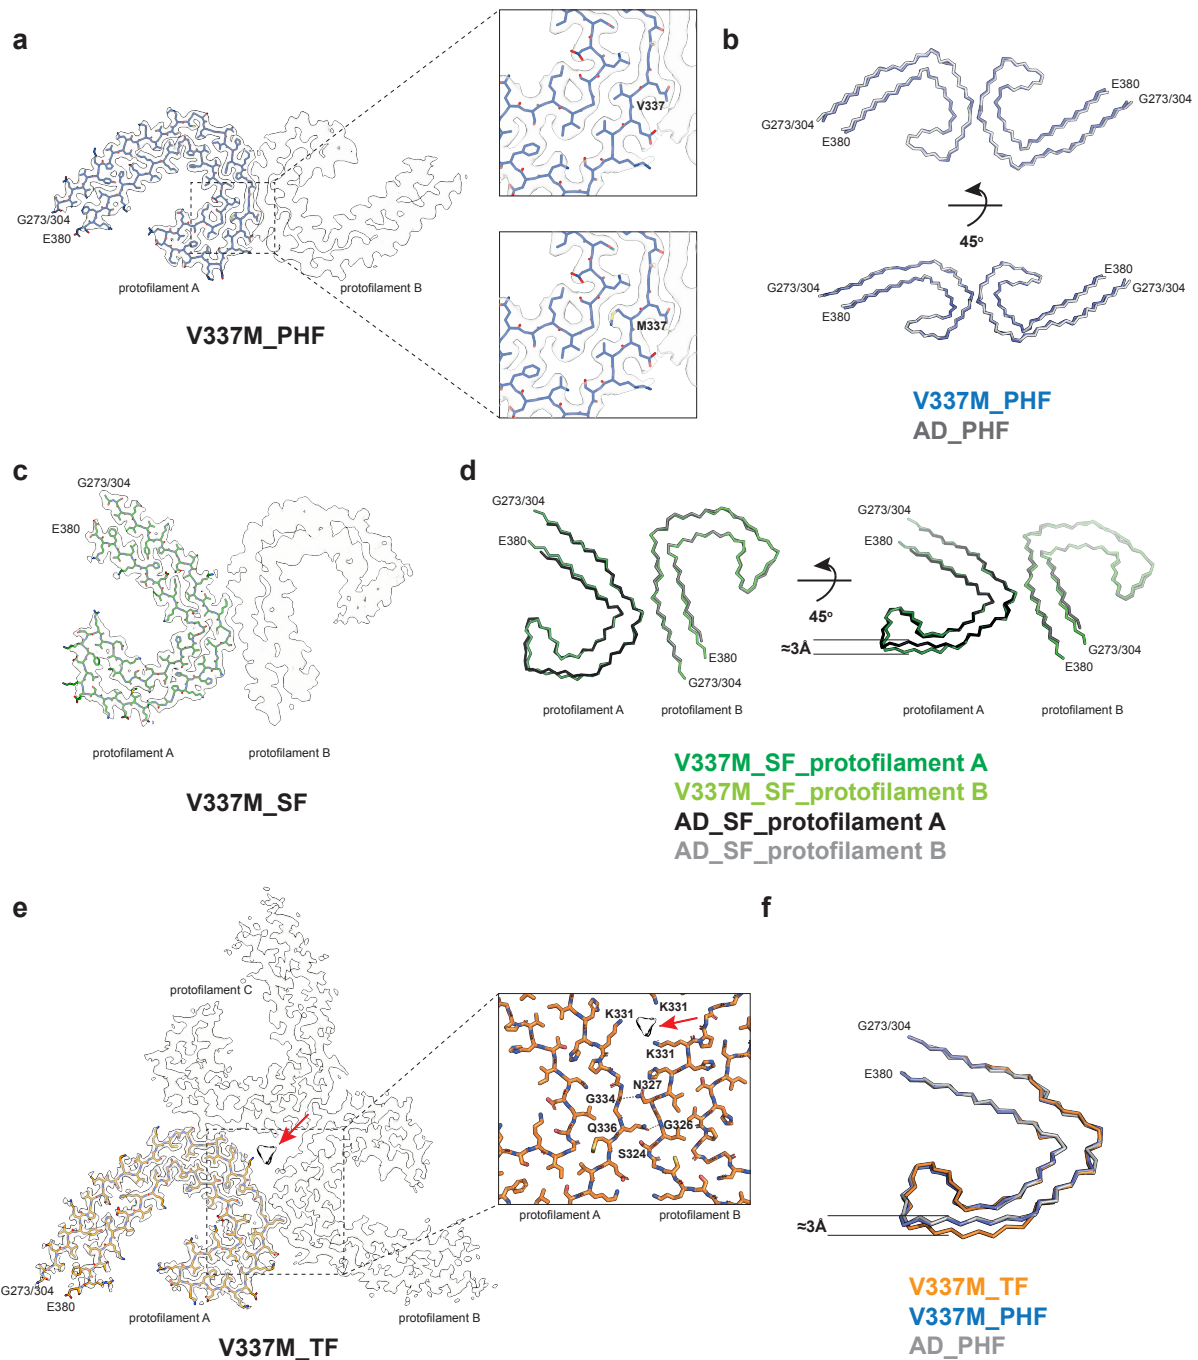 a
V337
G273/304
E380
protofilament A
protofilament B
M337
V337M_PHF
b
E380
G273/304
G273/304
E380
45°
E380
G273/304
G273/304
E380
V337M_PHF
AD_PHF
c
G273/304
E380
protofilament A
protofilament B
V337M_SF
d
G273/304
E380
E380
G273/304
protofilament A
protofilament B
45°
G273/304
E380
≈3Å
G273/304
E380
protofilament A
protofilament B
V337M_SF_protofilament A
V337M_SF_protofilament B
AD_SF_protofilament A
AD_SF_protofilament B
e
protofilament C
G273/304
E380
protofilament A
protofilament B
K331
K331
K331
N327
G334
Q336
G326
S324
protofilament A
protofilament B
V337M_TF
f
G273/304
E380
≈3Å
V337M_TF
V337M_PHF
AD_PHF